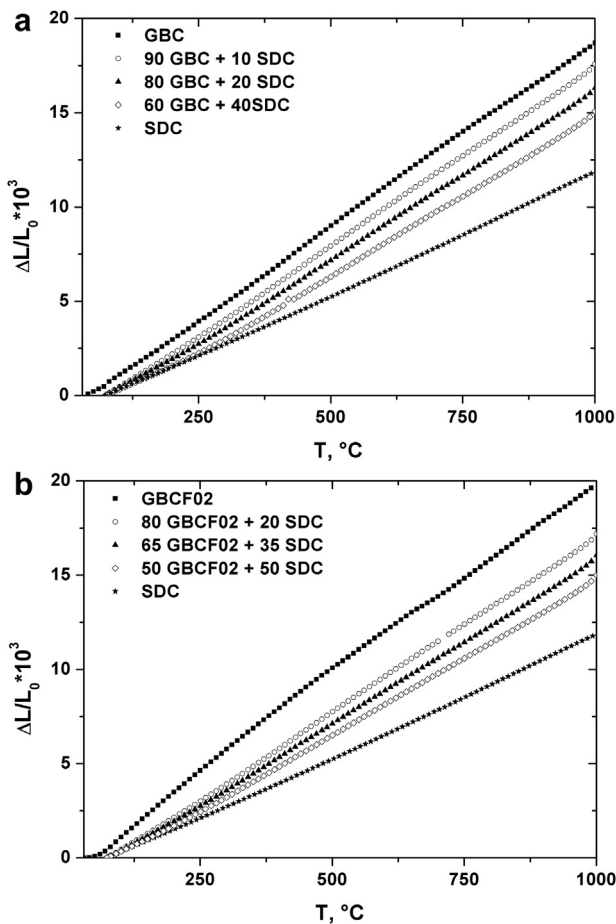 a
20
15
10
5
0
ΔL/L₀*10³
GBC
90 GBC + 10 SDC
80 GBC + 20 SDC
60 GBC + 40SDC
SDC
250 500 750 1000
T, °C
b
20
15
10
5
0
ΔL/L₀*10³
GBCF02
80 GBCF02 + 20 SDC
65 GBCF02 + 35 SDC
50 GBCF02 + 50 SDC
SDC
250 500 750 1000
T, °C